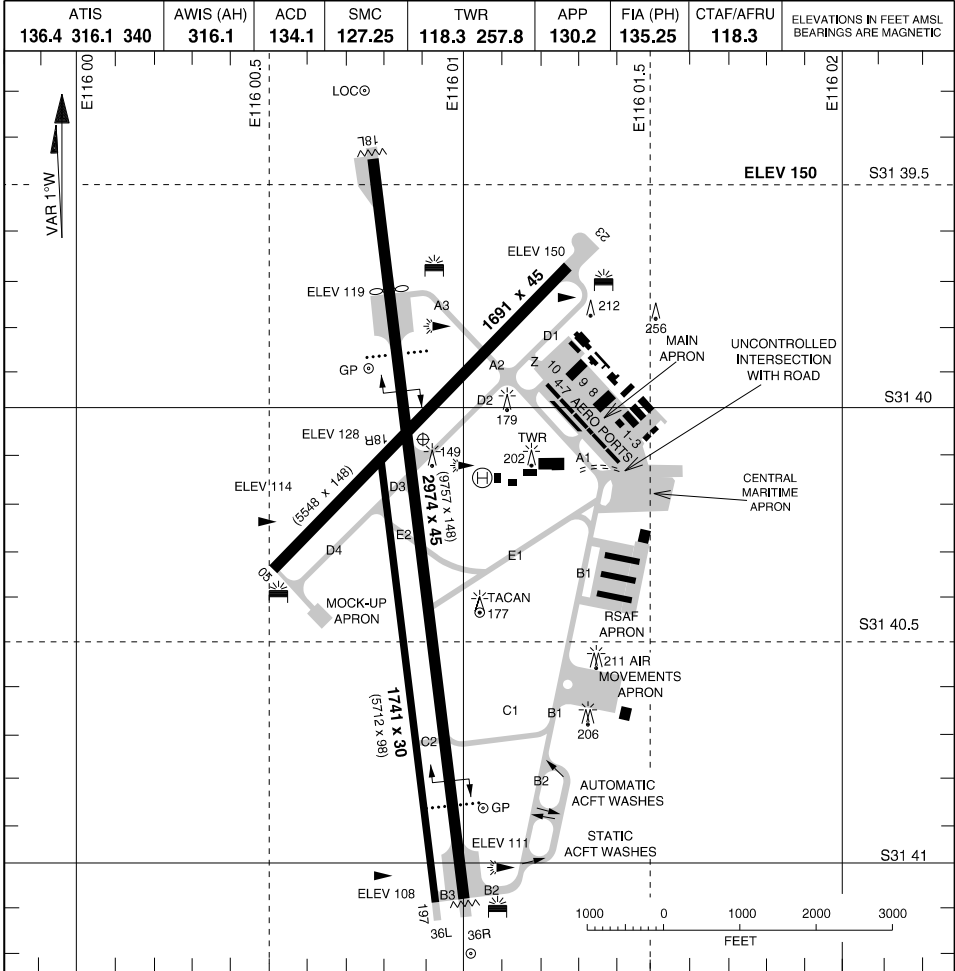 ATIS
136.4 316.1 340
AWIS (AH)
316.1
ACD
134.1
SMC
127.25
TWR
118.3 257.8
APP
130.2
FIA (PH)
135.25
CTAF/AFRU
118.3
ELEVATIONS IN FEET AMSL
BEARINGS ARE MAGNETIC
E116 00
E116 00.5
E116 01
E116 01.5
E116 02
LOC
VAR 1°W
18L
ELEV 150
S31 39.5
23
ELEV 150
ELEV 119
A3
1691 x 45
212
256
D1
MAIN
APRON
UNCONTROLLED
INTERSECTION
WITH ROAD
GP
A2
Z
10
9
8
4-7
AERO PORTS
1-3
D2
179
S31 40
ELEV 128
18R
149
TWR
202
A1
H
ELEV 114
(5548 x 148)
D3
2974 x 45
(9757 x 148)
CENTRAL
MARITIME
APRON
E2
D4
E1
B1
05
MOCK-UP
APRON
TACAN
177
RSAF
APRON
S31 40.5
211 AIR
MOVEMENTS
APRON
1741 x 30
(5712 x 98)
C1
B1
206
C2
B2
AUTOMATIC
ACFT WASHES
GP
ELEV 111
STATIC
ACFT WASHES
S31 41
ELEV 108
B3
B2
197
36L
36R
1000 0 1000 2000 3000
FEET